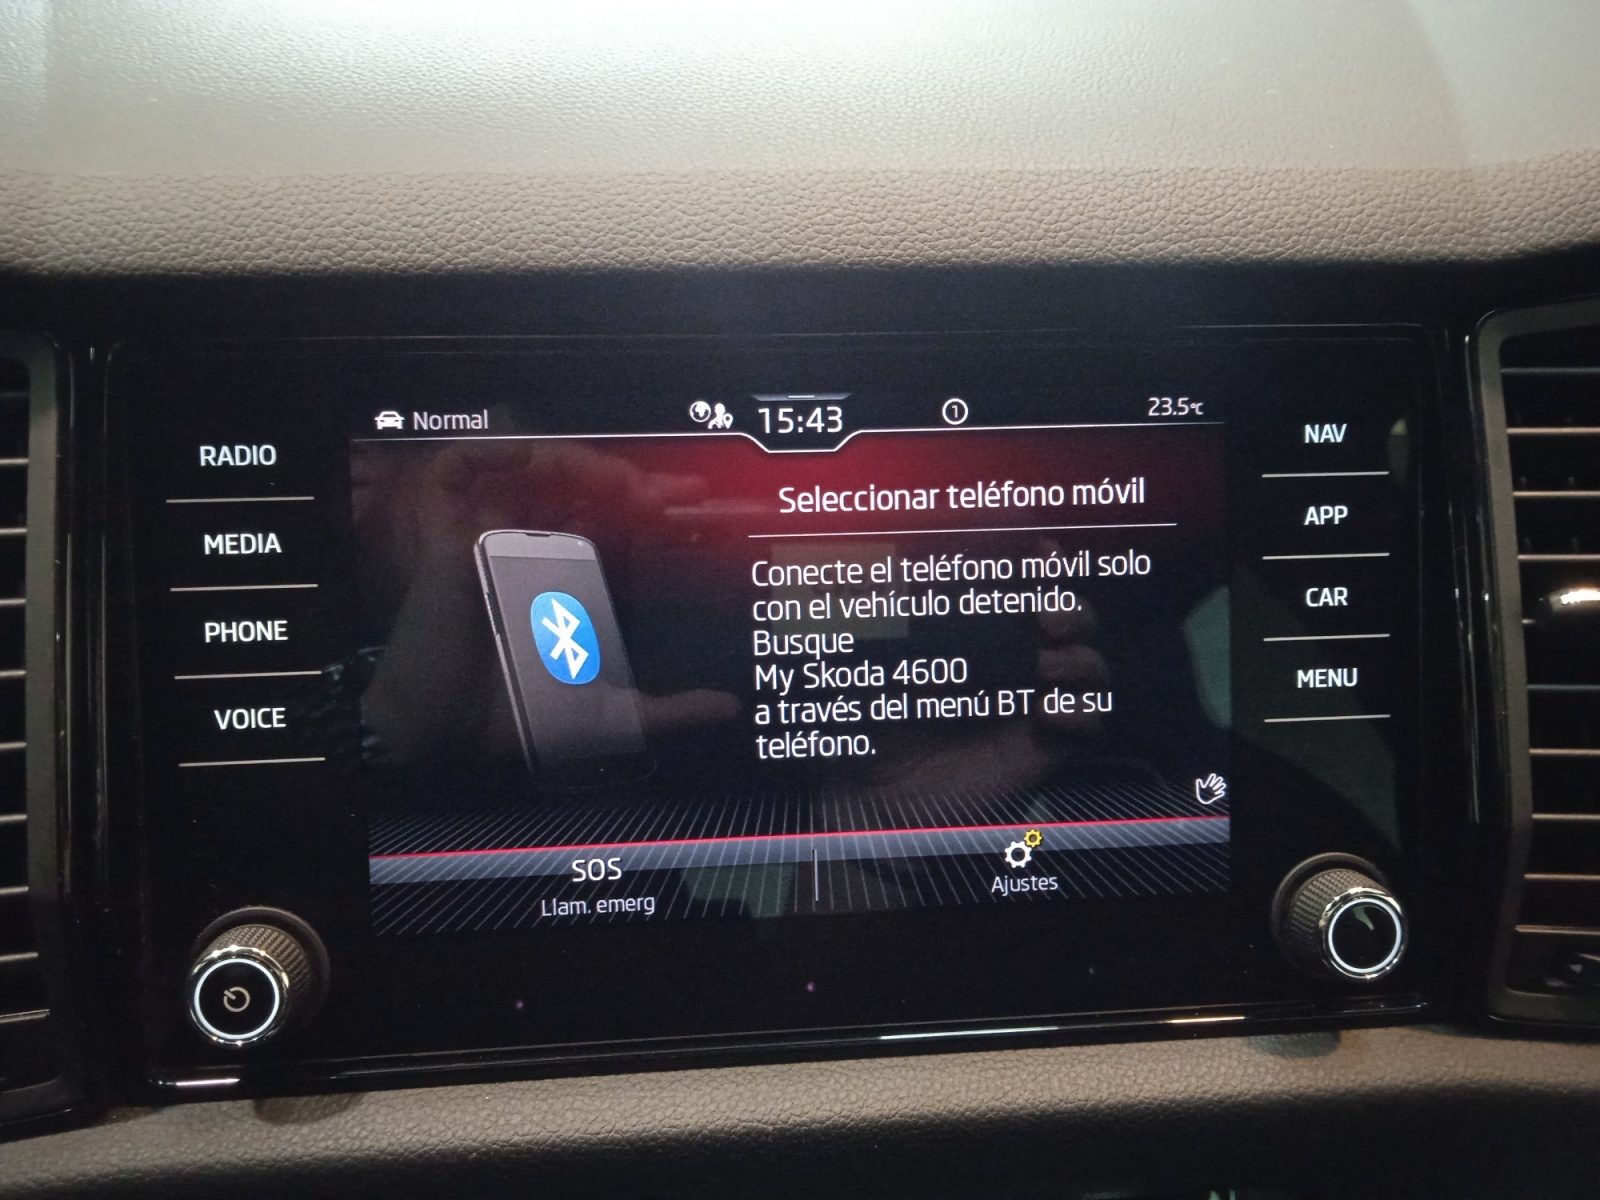 Normal
15:43
1
23.5°C
RADIO
MEDIA
PHONE
VOICE
NAV
APP
CAR
MENU
Seleccionar teléfono móvil
Conecte el teléfono móvil solo
con el vehículo detenido.
Busque
My Skoda 4600
a través del menú BT de su
teléfono.
SOS
Llam. emerg
Ajustes